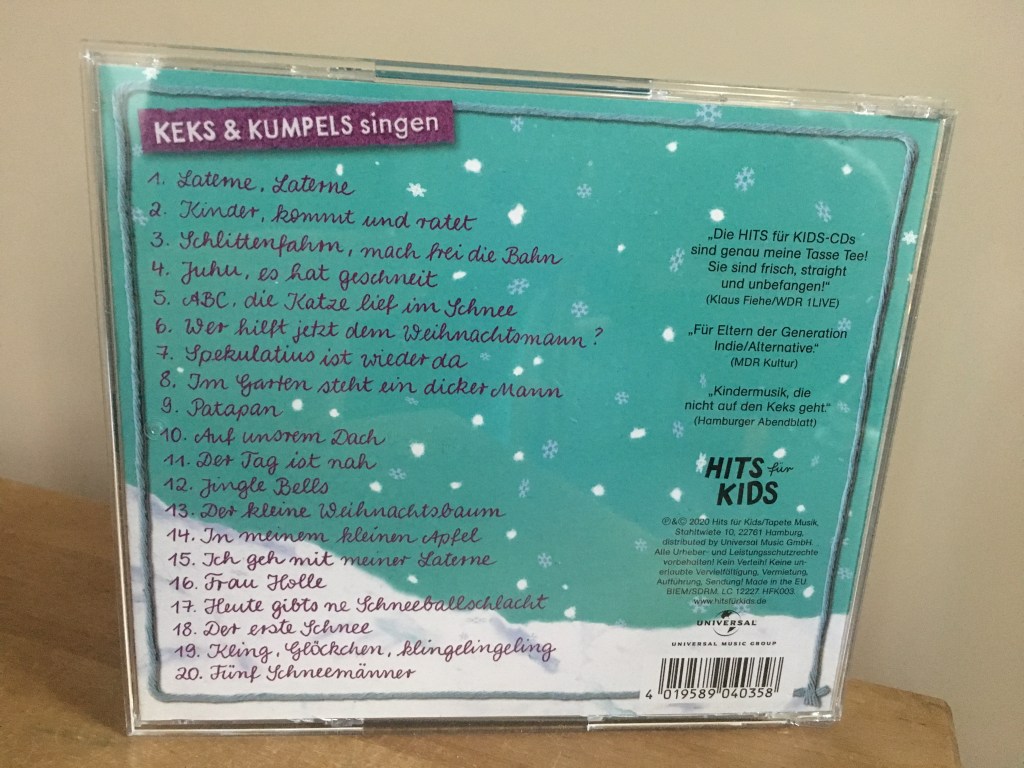 KEKS & KUMPELS singen
1. Laterne, Laterne
2. Kinder, kommt und ratet
3. Schlittenfahrn, mach frei die Bahn
4. Juhu, es hat geschneit
5. ABC, die Katze lief im Schnee
6. Wer hilft jetzt dem Weihnachtsmann?
7. Spekulatius ist wieder da
8. Im Garten steht ein dicker Mann
9. Patapan
10. Auf unsrem Dach
11. Der Tag ist nah
12. Jingle Bells
13. Der kleine Weihnachtsbaum
14. In meinem kleinen Apfel
15. Ich geh mit meiner Laterne
16. Frau Holle
17. Heute gibts ne Schneeballschlacht
18. Der erste Schnee
19. Kling, Glöckchen, klingelingeling
20. Fünf Schneemänner
„Die HITS für KIDS-CDs
sind genau meine Tasse Tee!
Sie sind frisch, straight
und unbefangen!“
(Klaus Fiehe/WDR 1LIVE)
„Für Eltern der Generation
Indie/Alternative.“
(MDR Kultur)
„Kindermusik, die
nicht auf den Keks geht.“
(Hamburger Abendblatt)
HITS für
KIDS
℗&© 2020 Hits für Kids/Tapete Musik,
Stahltwiete 10, 22761 Hamburg,
distributed by Universal Music GmbH.
Alle Urheber- und Leistungsschutzrechte
vorbehalten! Kein Verleih! Keine un-
erlaubte Vervielfältigung, Vermietung,
Aufführung, Sendung! Made in the EU.
BIEM/SDRM, LC 12227. HFK003
www.hitsfürkids.de
UNIVERSAL
UNIVERSAL MUSIC GROUP
4 019589 040358